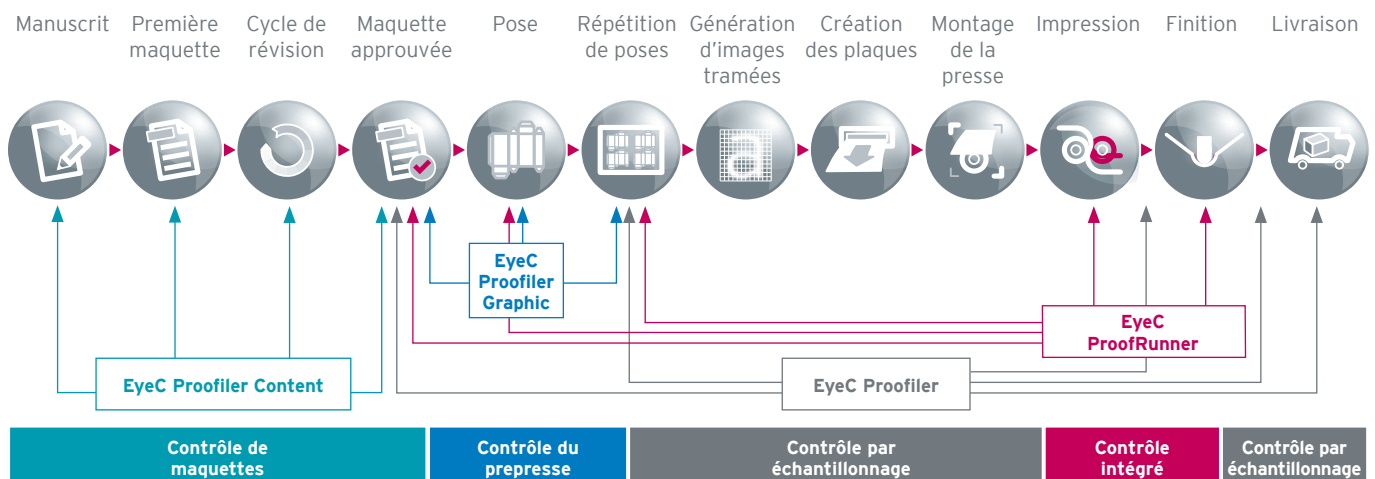 Manuscrit
Première
maquette
Cycle de
révision
Maquette
approuvée
Pose
Répétition
de poses
Génération
d'images
tramées
Création
des plaques
Montage
de la
presse
Impression
Finition
Livraison
a
EyeC
Proofiler
Graphic
EyeC
ProofRunner
EyeC Proofiler Content
EyeC Proofiler
Contrôle de
maquettes
Contrôle du
prepresse
Contrôle par
échantillonnage
Contrôle
intégré
Contrôle par
échantillonnage